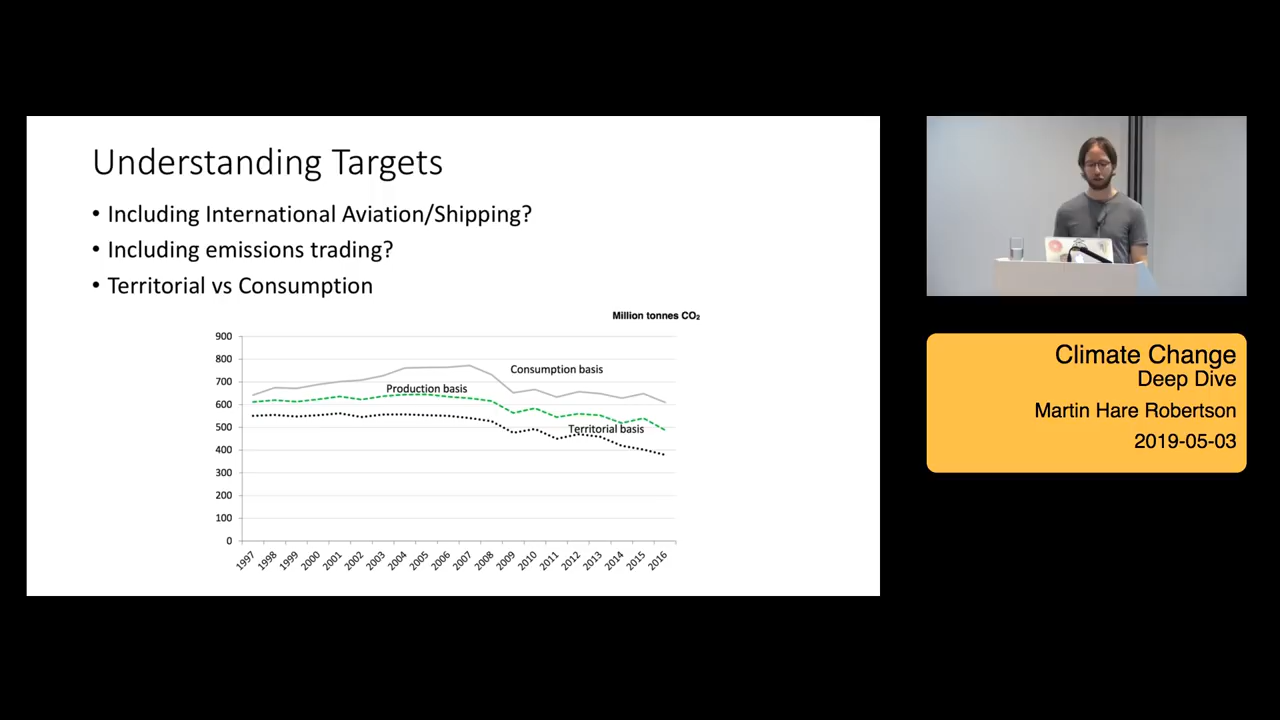 Understanding Targets
• Including International Aviation/Shipping?
• Including emissions trading?
• Territorial vs Consumption
Million tonnes CO₂
900
800
700
600
500
400
300
200
100
0
Consumption basis
Production basis
Territorial basis
1997 1998 1999 2000 2001 2002 2003 2004 2005 2006 2007 2008 2009 2010 2011 2012 2013 2014 2015 2016
Climate Change
Deep Dive
Martin Hare Robertson
2019-05-03